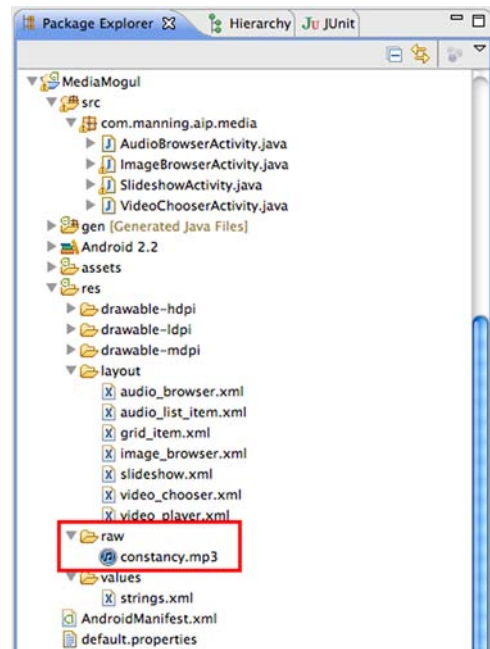 Package Explorer Hierarchy Ju JUnit
MediaMogul
src
com.manning.aip.media
AudioBrowserActivity.java
ImageBrowserActivity.java
SlideshowActivity.java
VideoChooserActivity.java
gen [Generated Java Files]
Android 2.2
assets
res
drawable-hdpi
drawable-ldpi
drawable-mdpi
layout
audio_browser.xml
audio_list_item.xml
grid_item.xml
image_browser.xml
slideshow.xml
video_chooser.xml
video_player.xml
raw
constancy.mp3
values
strings.xml
AndroidManifest.xml
default.properties